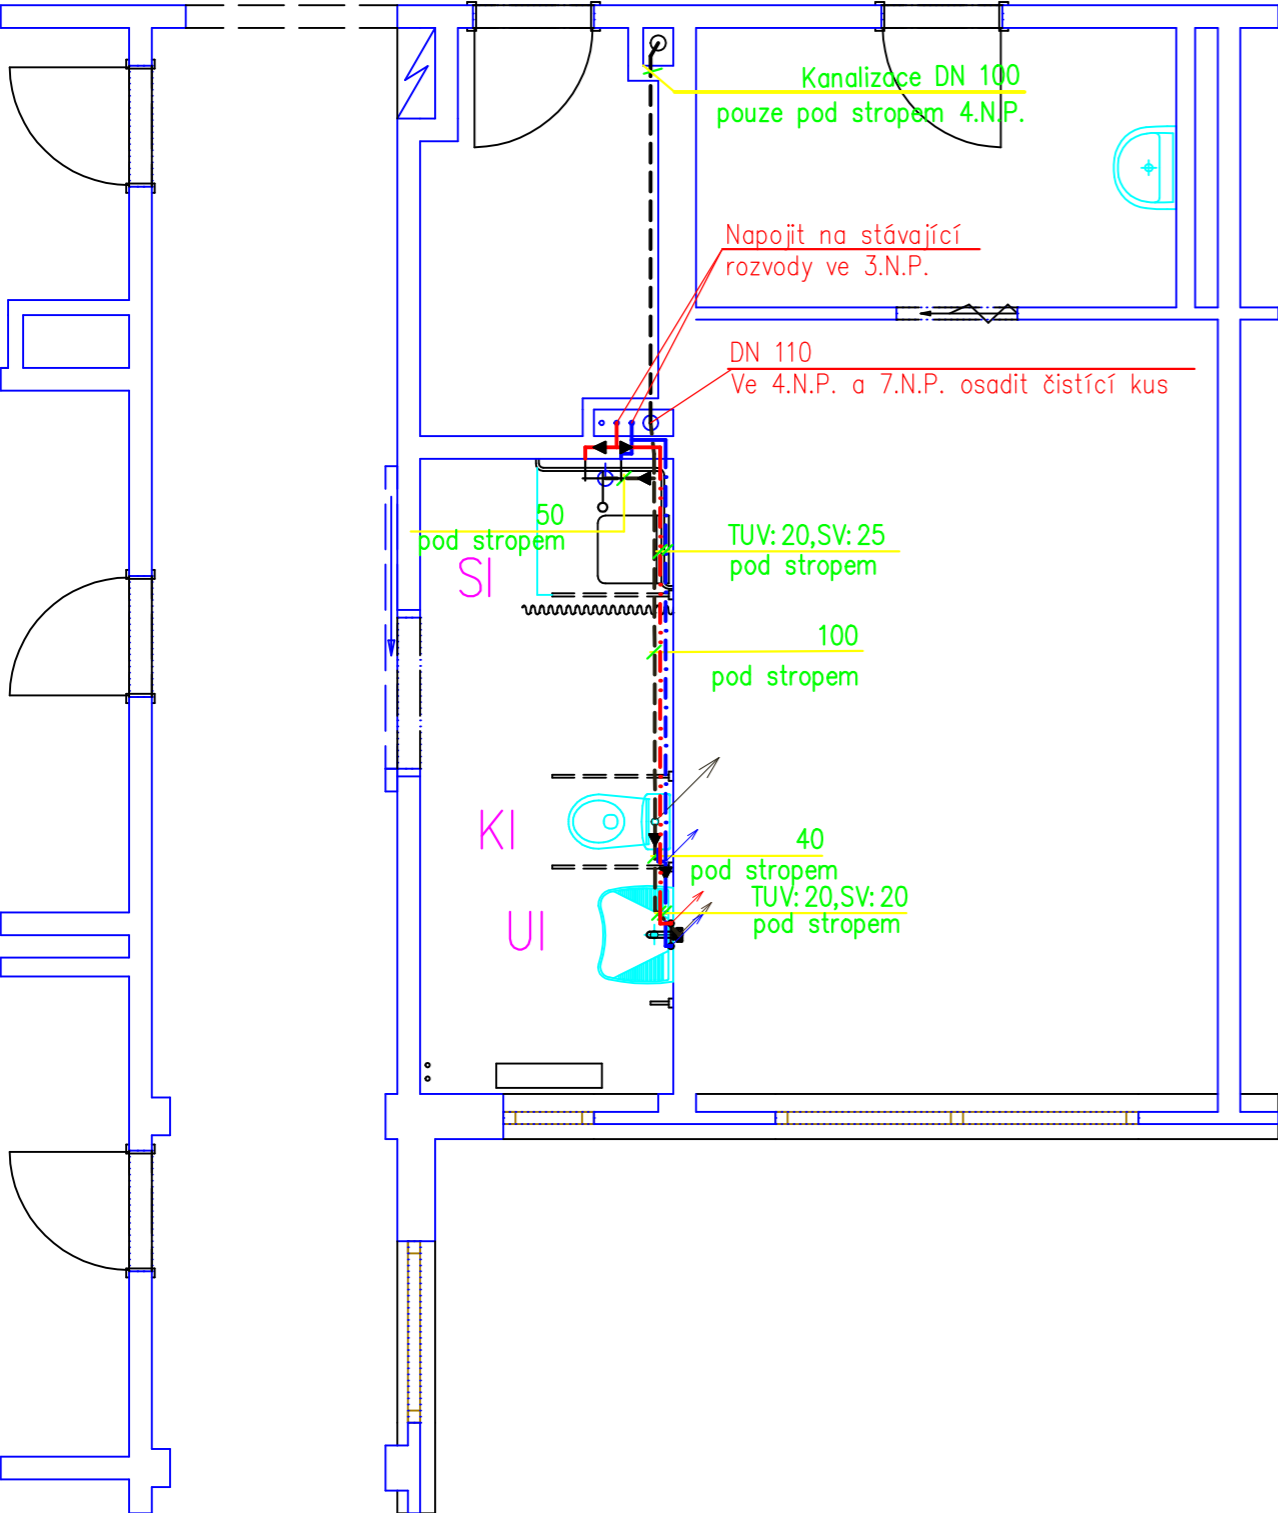 Kanalizace DN 100
pouze pod stropem 4.N.P.
Napojit na stávající
rozvody ve 3.N.P.
DN 110
Ve 4.N.P. a 7.N.P. osadit čistící kus
50
pod stropem
TUV:20,SV:25
pod stropem
SI
100
pod stropem
KI
40
pod stropem
TUV:20,SV:20
pod stropem
UI